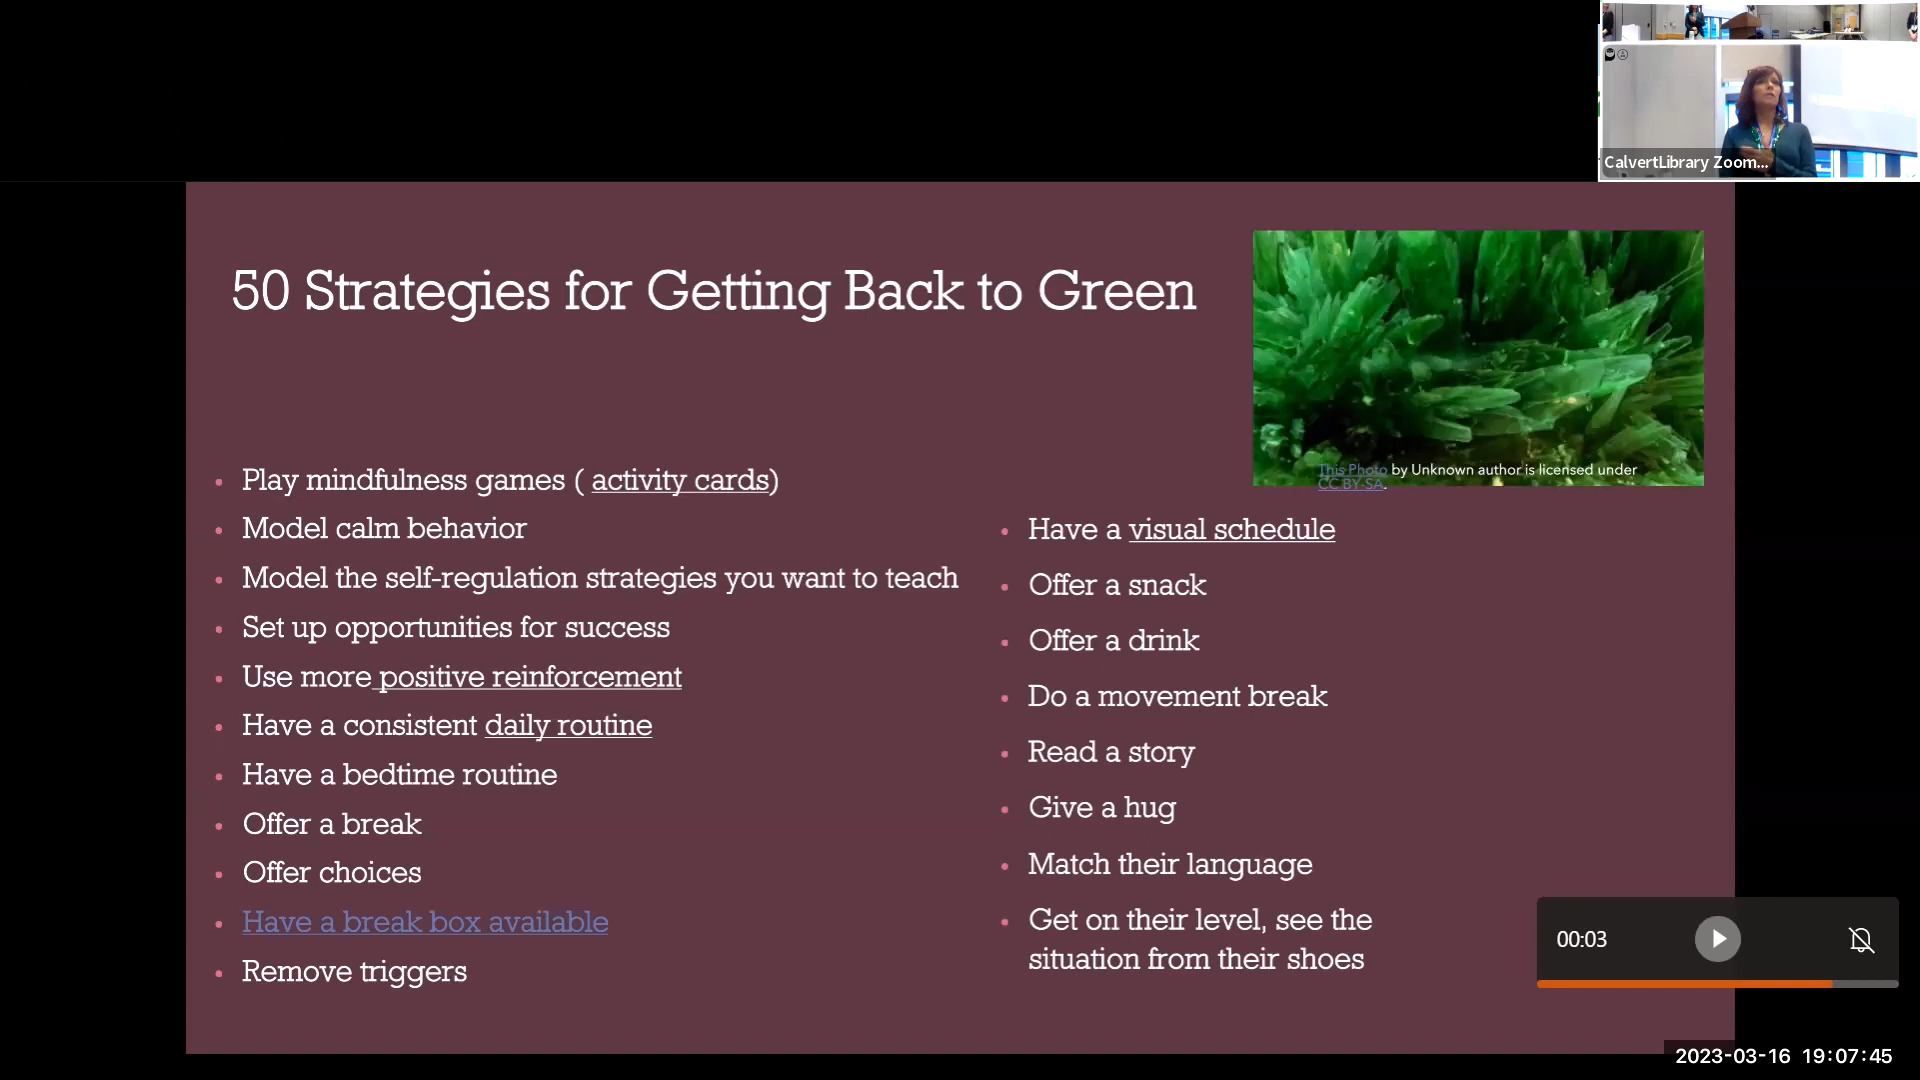 CalvertLibrary Zoom...
50 Strategies for Getting Back to Green
This Photo by Unknown author is licensed under
CC BY-SA.
• Play mindfulness games ( activity cards)
• Model calm behavior
• Model the self-regulation strategies you want to teach
• Set up opportunities for success
• Use more positive reinforcement
• Have a consistent daily routine
• Have a bedtime routine
• Offer a break
• Offer choices
• Have a break box available
• Remove triggers
• Have a visual schedule
• Offer a snack
• Offer a drink
• Do a movement break
• Read a story
• Give a hug
• Match their language
• Get on their level, see the
situation from their shoes
00:03
2023-03-16 19:07:45